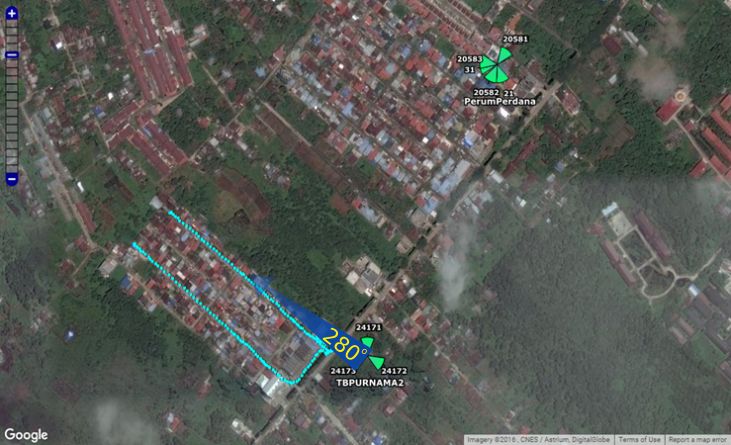 20581
20583
31
20582 21
PerumPerdana
24171
280°
24173
24172
TBPURNAMA2
Google
Imagery ©2016 , CNES / Astrium, DigitalGlobe
Terms of Use
Report a map error